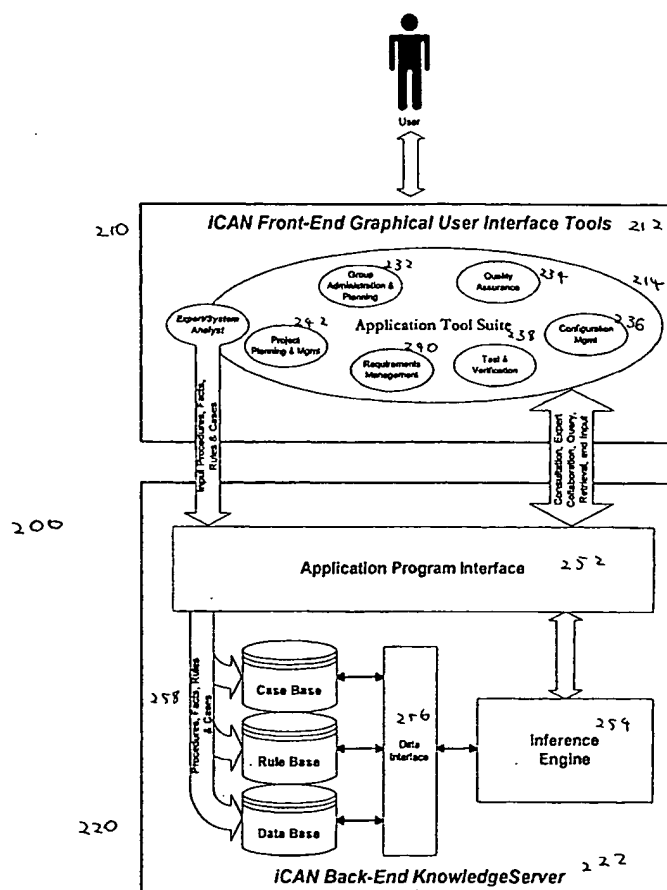 User
210
iCAN Front-End Graphical User Interface Tools 212
232
Group
Administration &
Planning
234
Quality
Assurance
214
Expert/System
Analyst
242
Project
Planning & Mgmt
Application Tool Suite
240
Requirements
Management
238
Test &
Verification
236
Configuration
Mgmt
Input Procedures, Facts,
Rules & Cases
Consultation, Expert
Collaboration, Query,
Retrieval, and Input
200
Application Program Interface 252
258
Procedures, Facts, Rules
& Cases
Case Base
Rule Base
Data Base
256
Data
Interface
254
Inference
Engine
220
iCAN Back-End KnowledgeServer 222